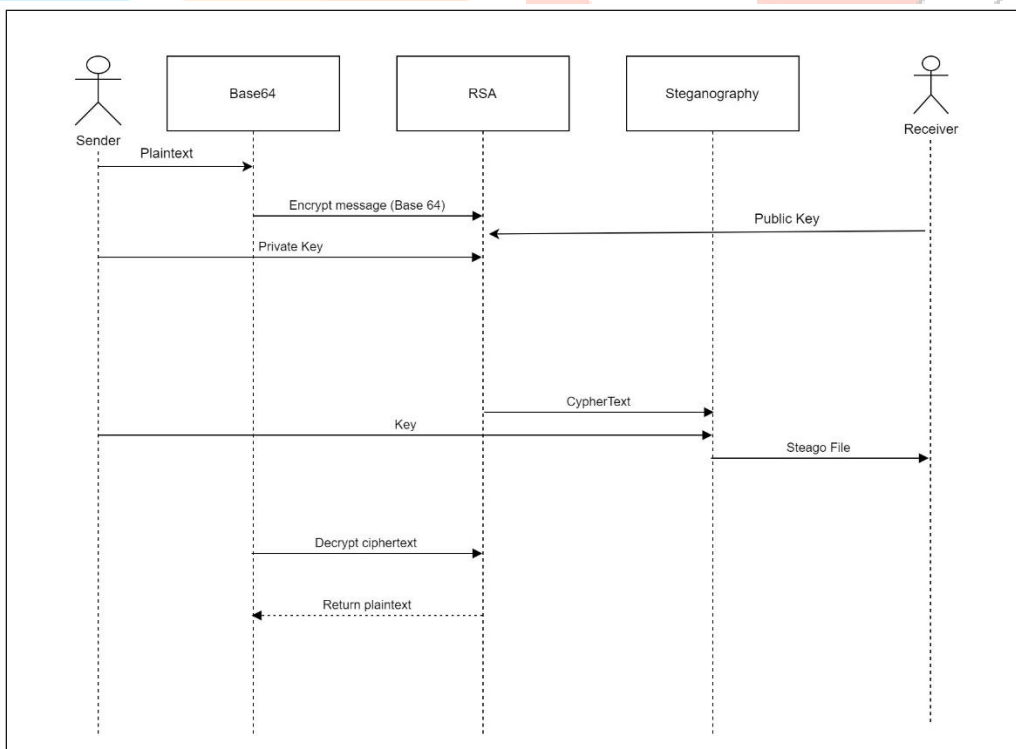 Base64
RSA
Steganography
Sender
Receiver
Plaintext
Encrypt message (Base 64)
Public Key
Private Key
CypherText
Key
Steago File
Decrypt ciphertext
Return plaintext